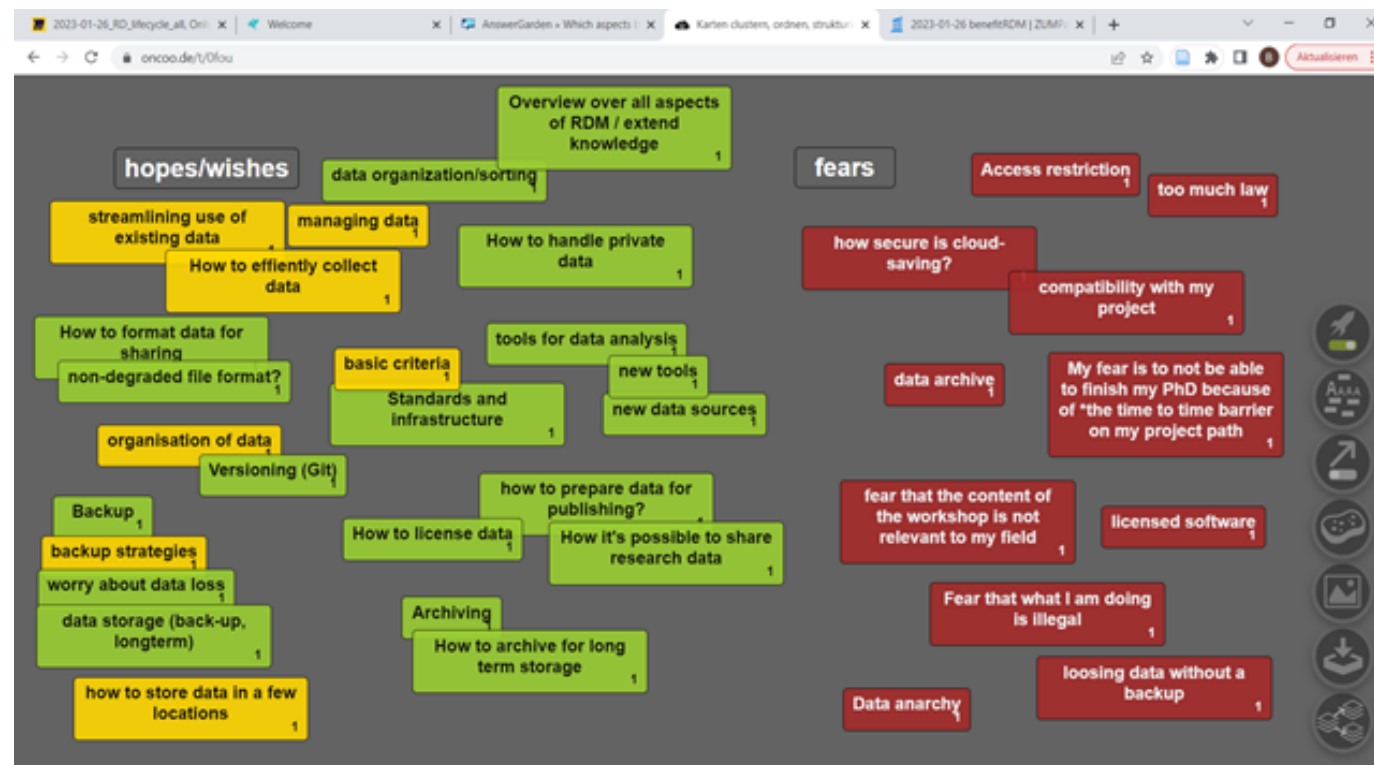 2023-01-26_RD_lifecycle_all, Onl
Welcome
AnswerGarden » Which aspects
Karten clustern, ordnen, struktur
2023-01-26 benefitRDM | ZUMP
oncoo.de/t/0fou
B
Aktualisieren
hopes/wishes
Overview over all aspects
of RDM / extend
knowledge
1
data organization/sorting
1
streamlining use of
existing data
managing data
1
How to effiently collect
data
1
How to handle private
data
1
How to format data for
sharing
non-degraded file format?
1
basic criteria
1
Standards and
infrastructure
1
tools for data analysis
1
new tools
1
new data sources
1
organisation of data
1
Versioning (Git)
1
Backup
1
backup strategies
1
worry about data loss
1
data storage (back-up,
longterm)
1
how to store data in a few
locations
1
how to prepare data for
publishing?
How to license data
1
How it's possible to share
research data
1
Archiving
1
How to archive for long
term storage
1
fears
Access restriction
1
too much law
1
how secure is cloud-
saving?
compatibility with my
project
1
data archive
1
My fear is to not be able
to finish my PhD because
of *the time to time barrier
on my project path
1
fear that the content of
the workshop is not
relevant to my field
1
licensed software
1
Fear that what I am doing
is illegal
1
loosing data without a
backup
1
Data anarchy
1